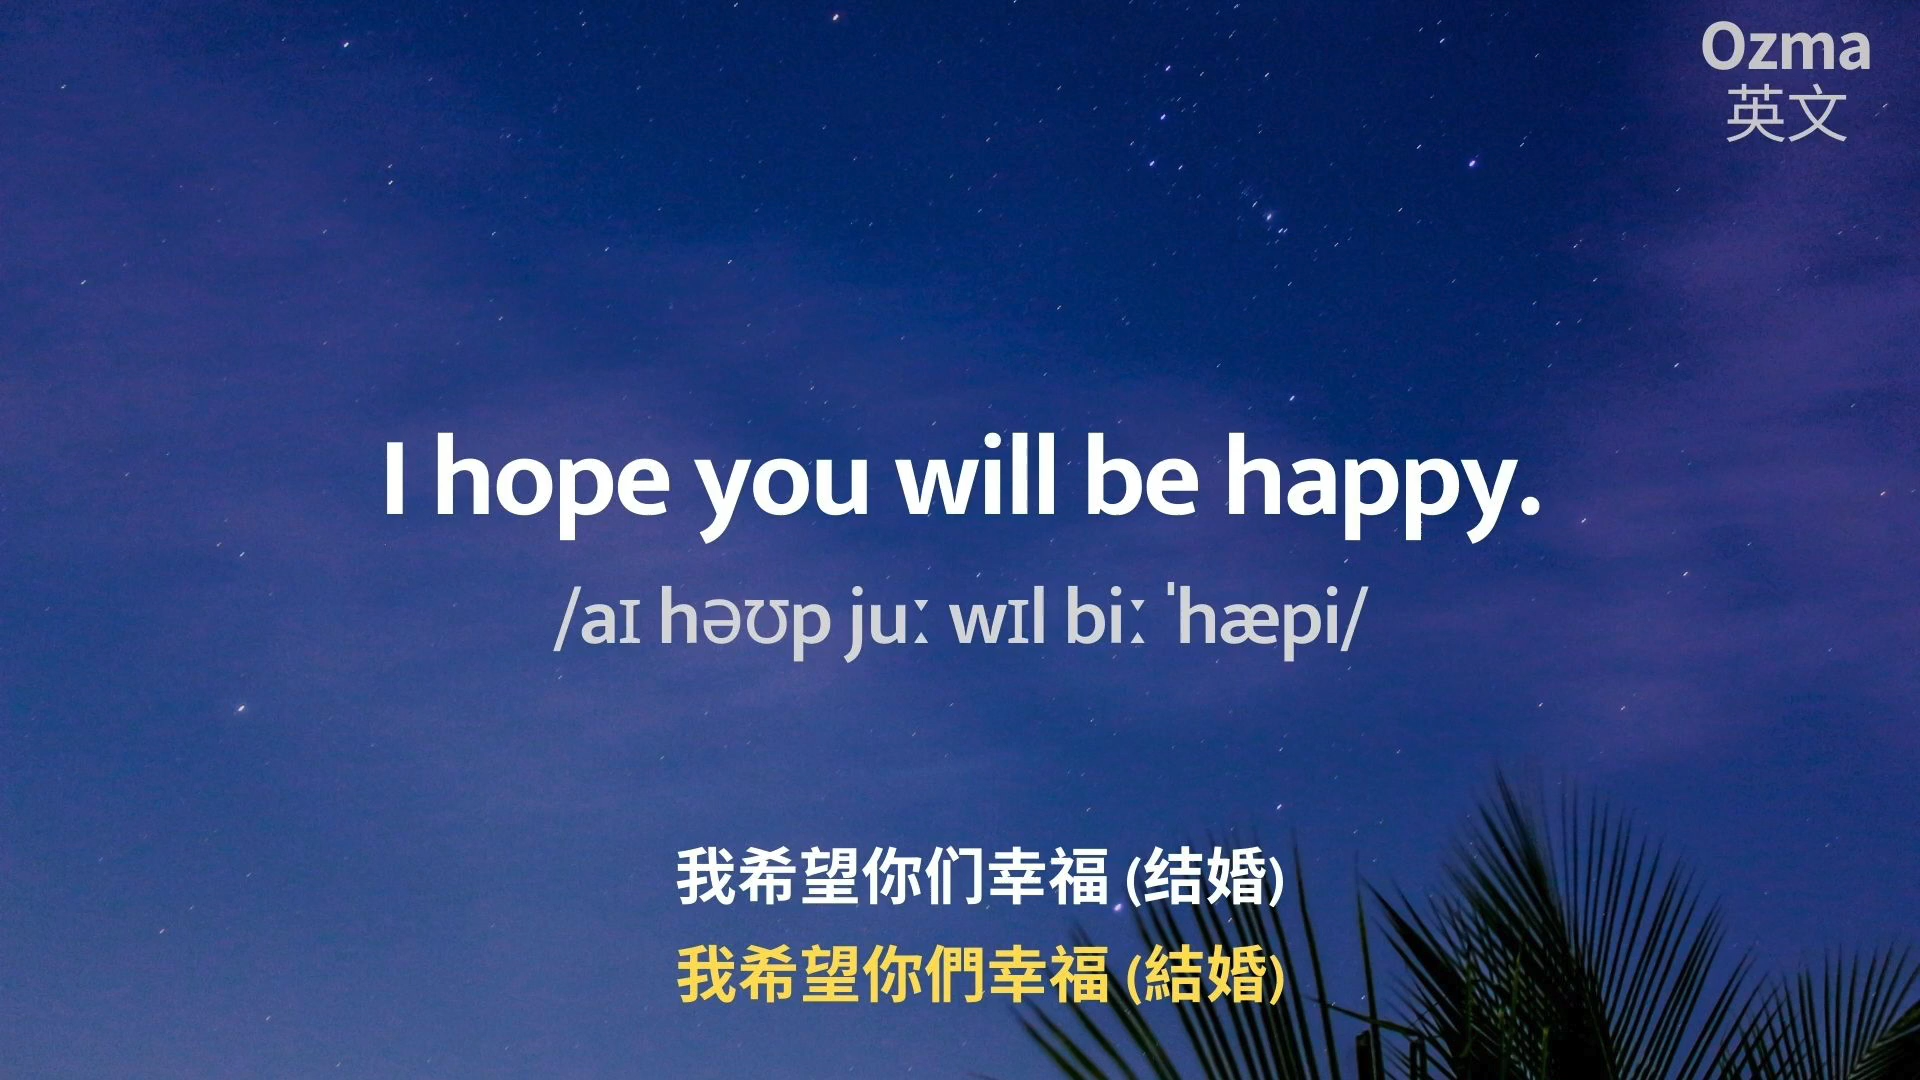 Ozma
英文
I hope you will be happy.
/aɪ həʊp juː wɪl biː ˈhæpi/
我希望你们幸福 (结婚)
我希望你們幸福 (結婚)